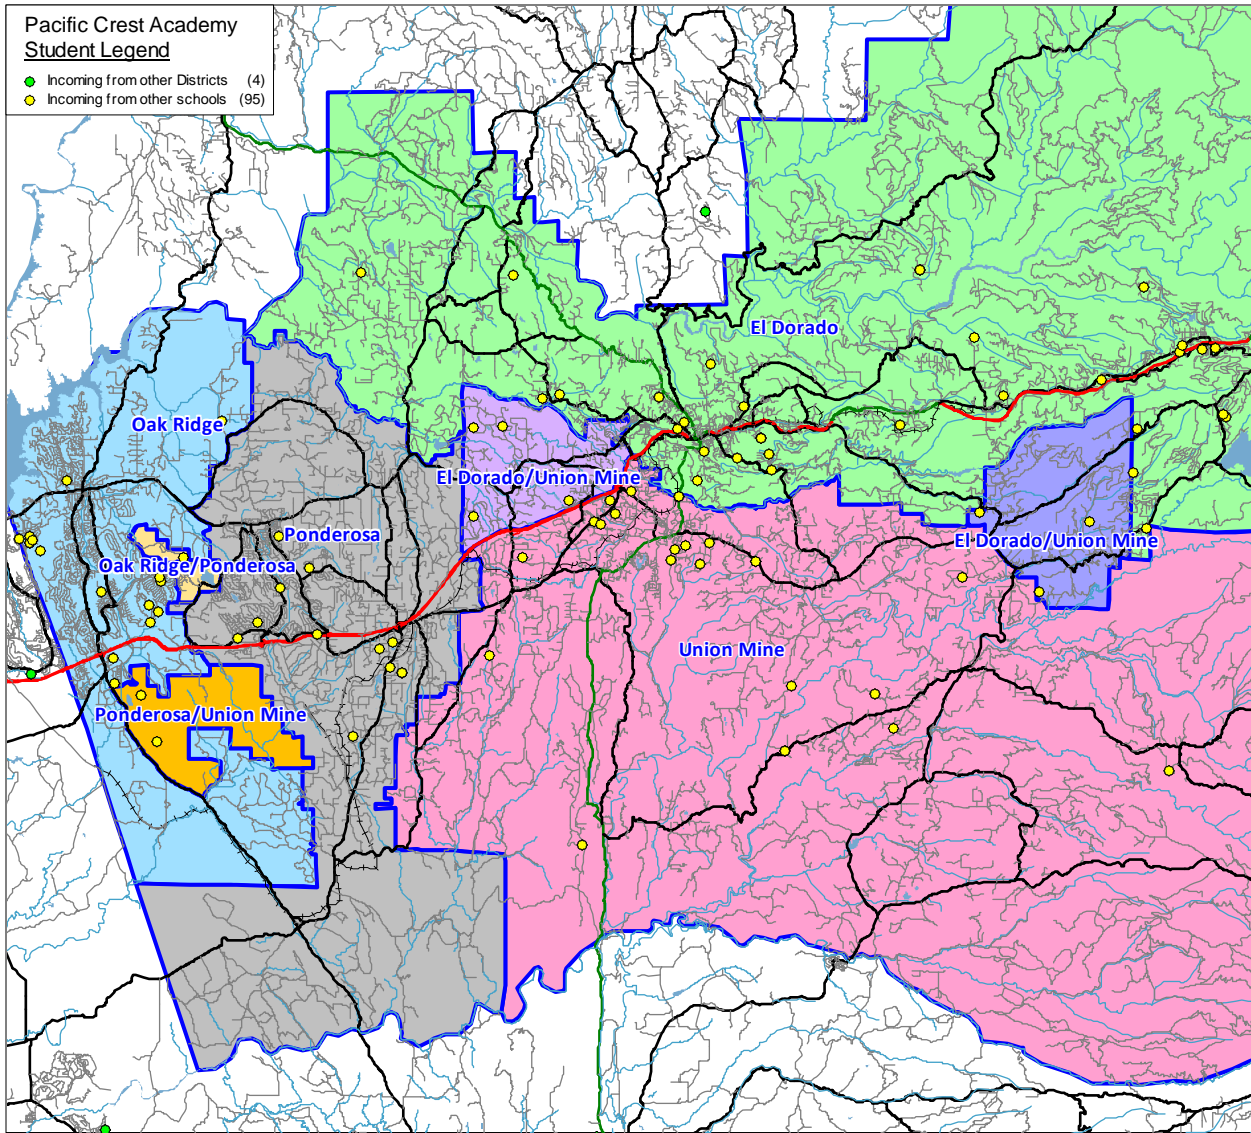 Pacific Crest Academy
Student Legend
Incoming from other Districts (4)
Incoming from other schools (95)
El Dorado
Oak Ridge
El Dorado/Union Mine
Ponderosa
El Dorado/Union Mine
Oak Ridge/Ponderosa
Union Mine
Ponderosa/Union Mine